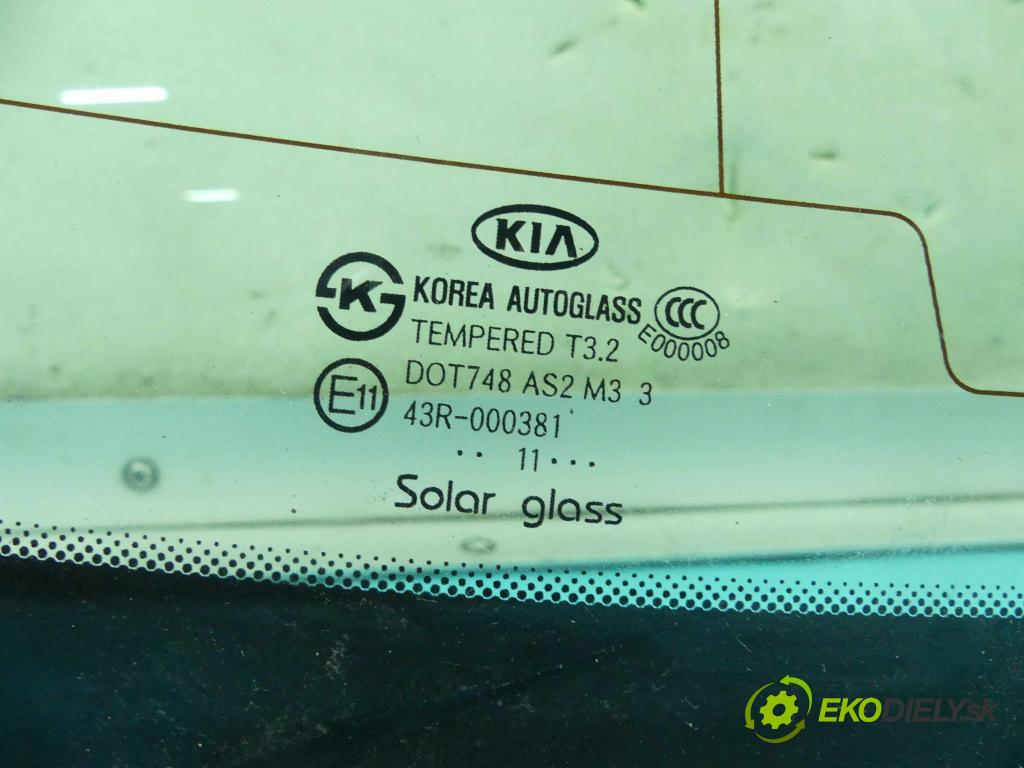 KIA
K KOREA AUTOGLASS CCC
TEMPERED T3.2 E000008
E11 DOT748 AS2 M3 3
43R-000381
.. 11...
Solar glass
EKODIELY.sk